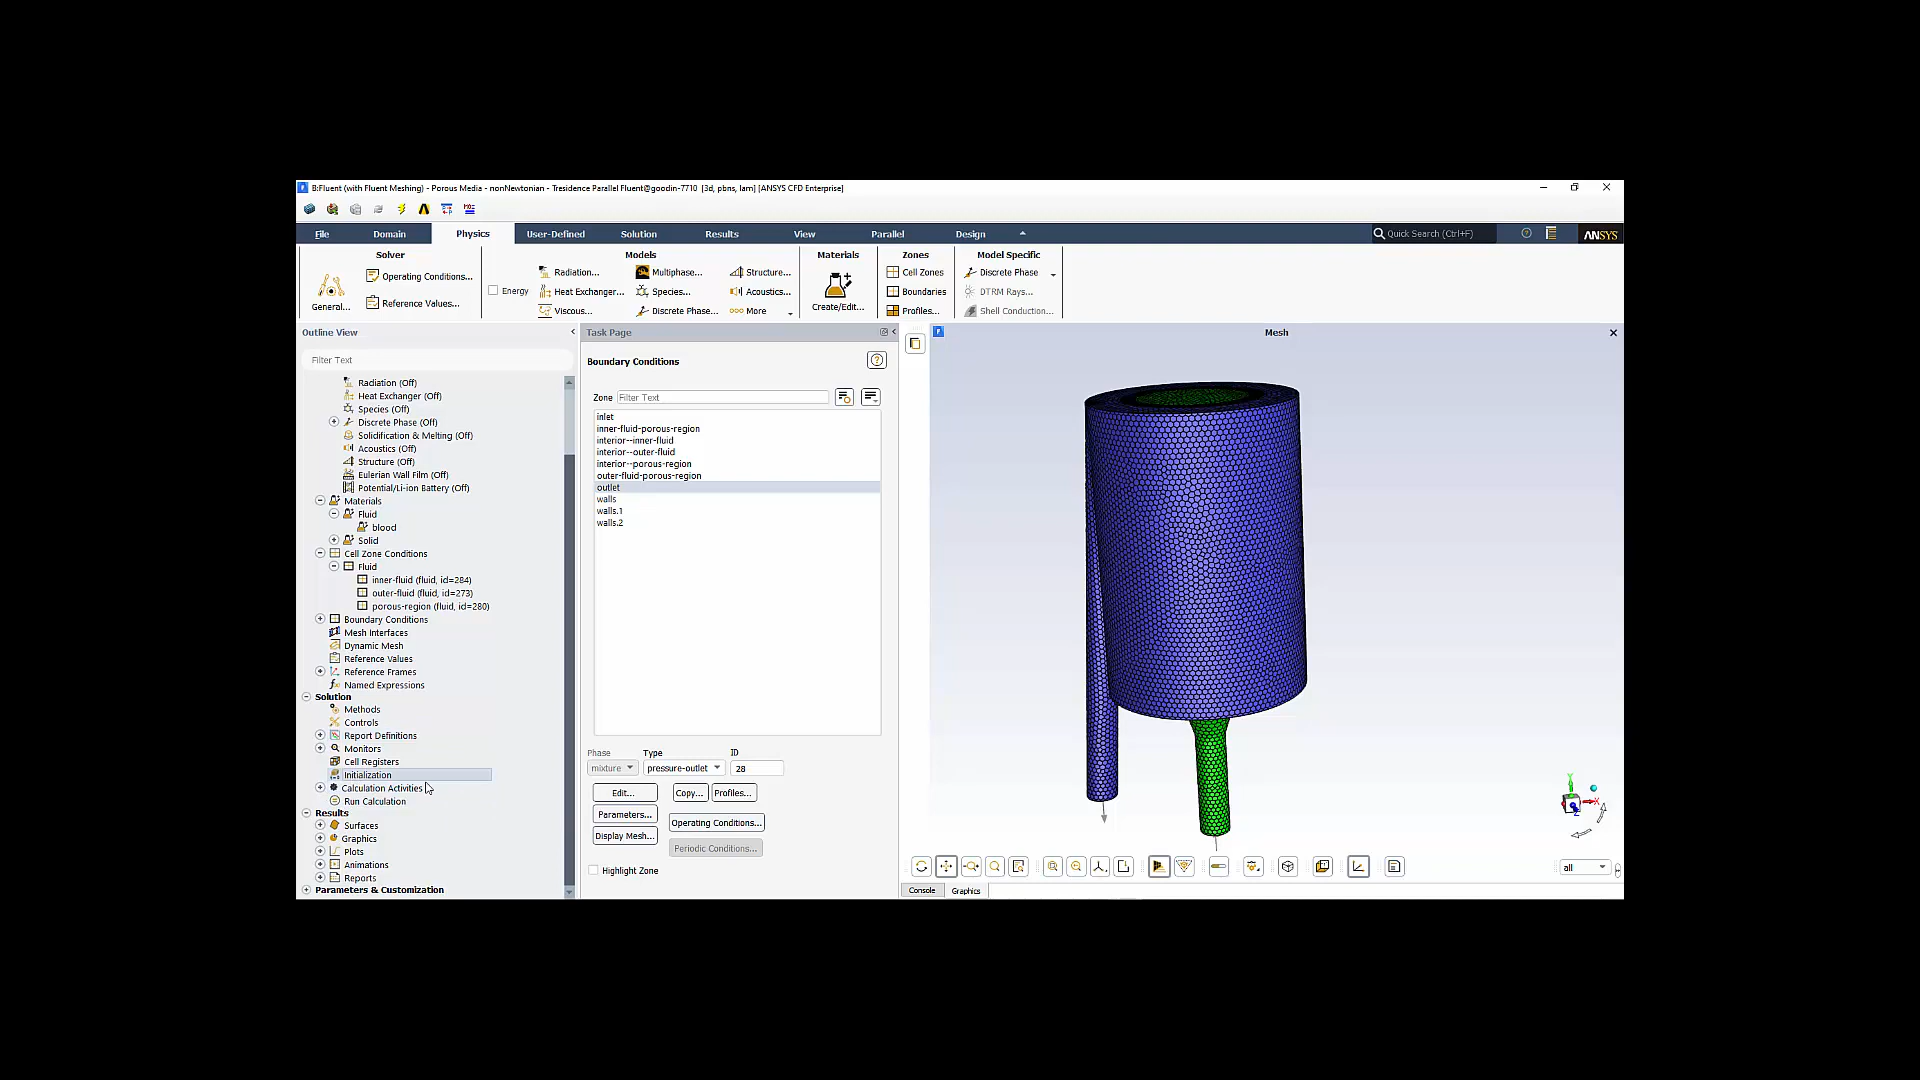 B:Fluent (with Fluent Meshing) - Porous Media - nonNewtonian - Tresidence Parallel Fluent@goodin-7710 [3d, pbns, lam] [ANSYS CFD Enterprise]
File Domain Physics User-Defined Solution Results View Parallel Design Quick Search (Ctrl+F) ANSYS
Solver Models Materials Zones Model Specific
General... Operating Conditions... Reference Values...
Energy
Radiation... Multiphase... Structure...
Heat Exchanger... Species... Acoustics...
Viscous... Discrete Phase... More
Create/Edit...
Cell Zones
Boundaries
Profiles...
Discrete Phase
DTRM Rays...
Shell Conduction...
Outline View
Filter Text
Radiation (Off)
Heat Exchanger (Off)
Species (Off)
Discrete Phase (Off)
Solidification & Melting (Off)
Acoustics (Off)
Structure (Off)
Eulerian Wall Film (Off)
Potential/Li-ion Battery (Off)
Materials
Fluid
blood
Solid
Cell Zone Conditions
Fluid
inner-fluid (fluid, id=284)
outer-fluid (fluid, id=273)
porous-region (fluid, id=280)
Boundary Conditions
Mesh Interfaces
Dynamic Mesh
Reference Values
Reference Frames
Named Expressions
Solution
Methods
Controls
Report Definitions
Monitors
Cell Registers
Initialization
Calculation Activities
Run Calculation
Results
Surfaces
Graphics
Plots
Animations
Reports
Parameters & Customization
Task Page
Boundary Conditions
Zone Filter Text
inlet
inner-fluid-porous-region
interior--inner-fluid
interior--outer-fluid
interior--porous-region
outer-fluid-porous-region
outlet
walls
walls.1
walls.2
Phase Type ID
mixture pressure-outlet 28
Edit... Copy... Profiles...
Parameters... Operating Conditions...
Display Mesh... Periodic Conditions...
Highlight Zone
Mesh
Y
X
Z
all
Console Graphics